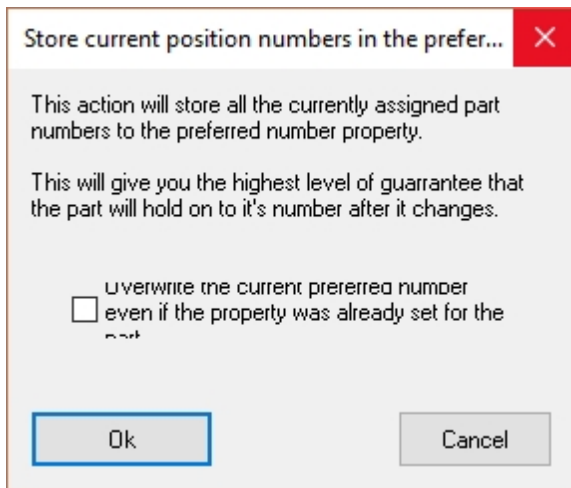 Store current position numbers in the prefer...
This action will store all the currently assigned part
numbers to the preferred number property.
This will give you the highest level of guarrantee that
the part will hold on to it's number after it changes.
Overwrite the current preferred number
even if the property was already set for the
part.
Ok
Cancel